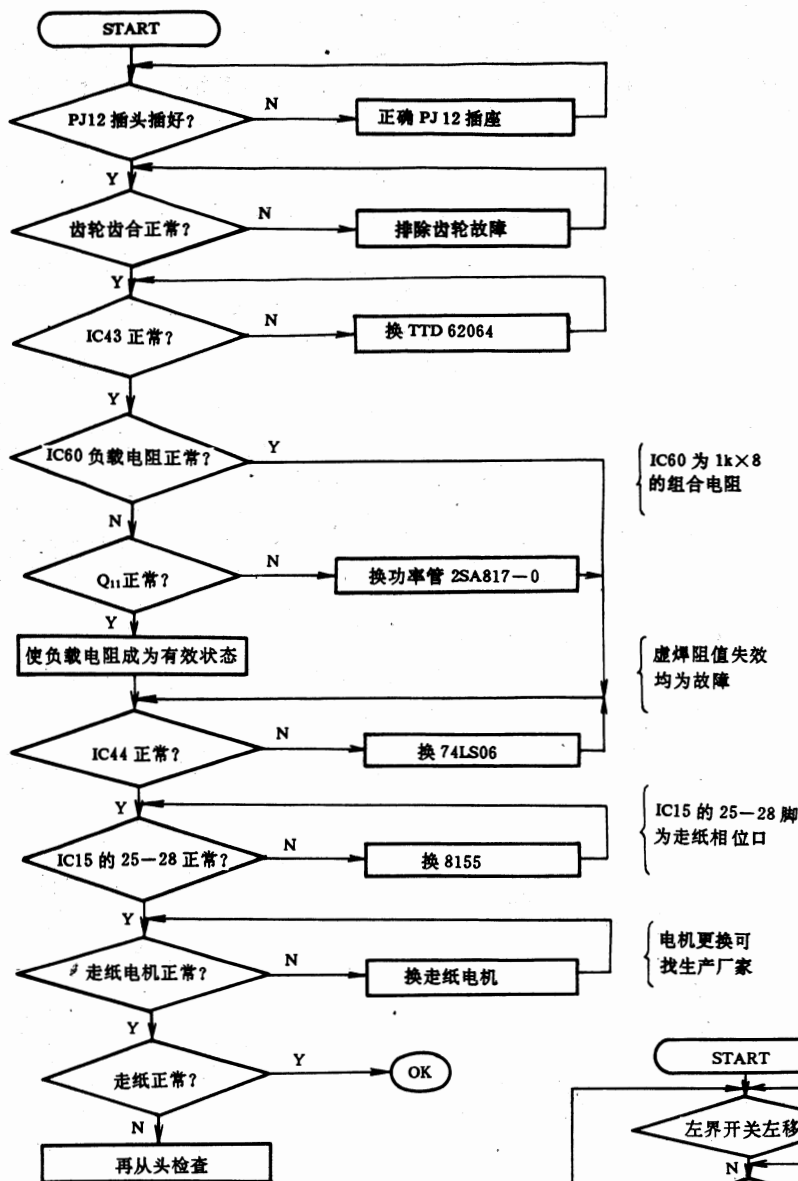 START
PJ12 插头插好?
N
正确 PJ 12 插座
Y
齿轮齿合正常?
N
排除齿轮故障
Y
IC43 正常?
N
换 TTD 62064
Y
IC60 负载电阻正常?
Y
IC60 为 1k×8
的组合电阻
N
Q₁₁正常?
N
换功率管 2SA817-0
Y
使负载电阻成为有效状态
虚焊阻值失效
均为故障
IC44 正常?
N
换 74LS06
Y
IC15 的 25-28 脚
为走纸相位口
IC15 的 25-28 正常?
N
换 8155
Y
电机更换可
找生产厂家
走纸电机正常?
N
换走纸电机
Y
走纸正常?
Y
OK
N
再从头检查
START
左界开关左移
N